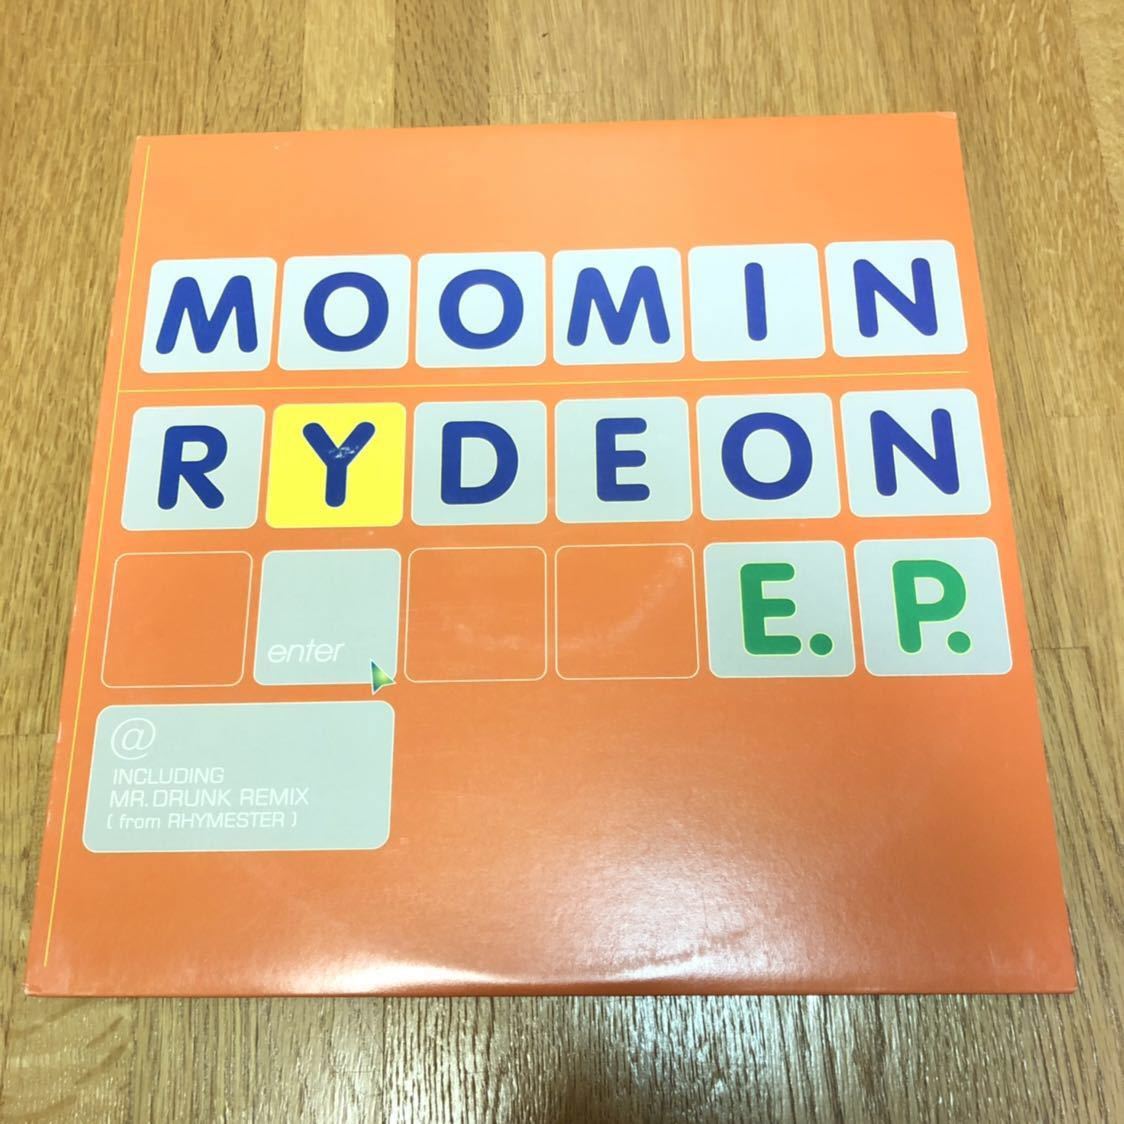 MOOMIN
RYDEON
enter
E.P.
@
INCLUDING
MR.DRUNK REMIX
( from RHYMESTER )